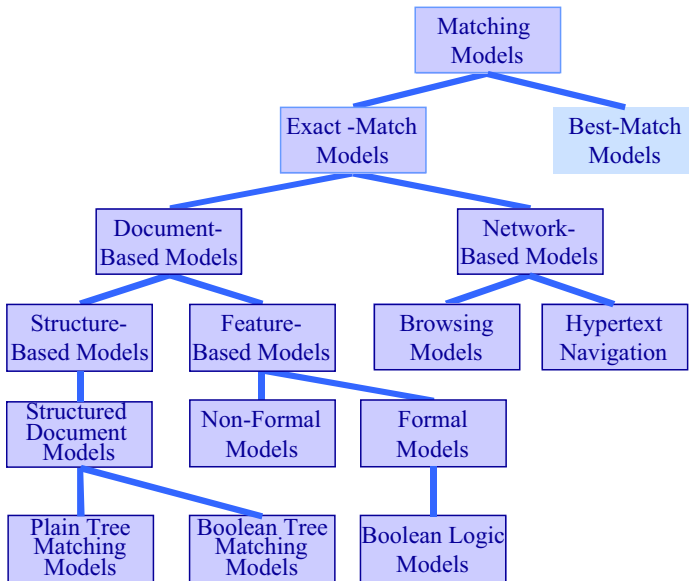 Matching
Models
Exact -Match
Models
Best-Match
Models
Document-
Based Models
Network-
Based Models
Structure-
Based Models
Feature-
Based Models
Browsing
Models
Hypertext
Navigation
Structured
Document
Models
Non-Formal
Models
Formal
Models
Plain Tree
Matching
Models
Boolean Tree
Matching
Models
Boolean Logic
Models